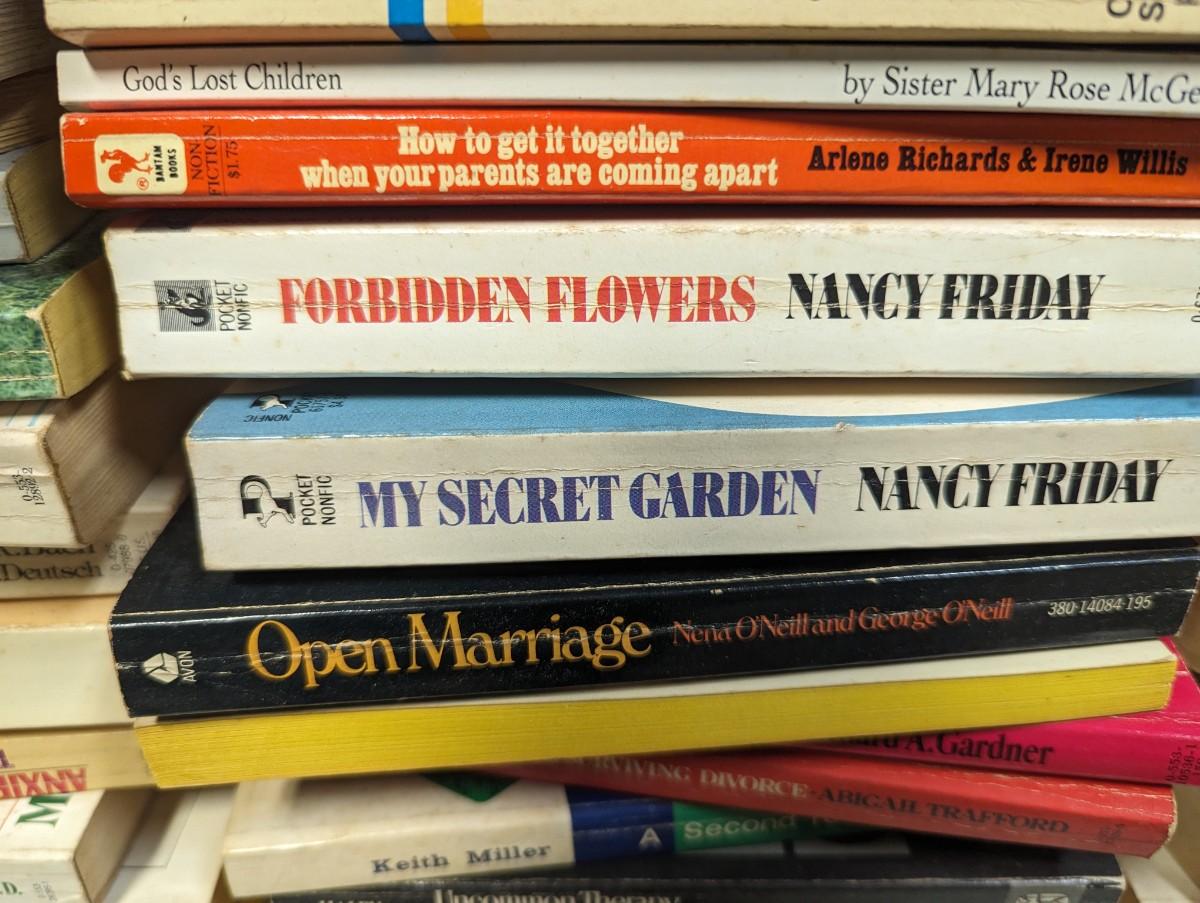 God's Lost Children
by Sister Mary Rose McGe
BANTAM
BOOKS
NON-
FICTION
$1.75
How to get it together
when your parents are coming apart
Arlene Richards & Irene Willis
POCKET
NONFIC
FORBIDDEN FLOWERS
NANCY FRIDAY
NONFIC
P
POCKET
NONFIC
MY SECRET GARDEN
NANCY FRIDAY
Deutsch
AVON
Open Marriage
Nena O'Neill and George O'Neill
380-14084-195
A. Gardner
DIVORCE - ABIGAIL TRAFFORD
A Second
Keith Miller
Uncommon Therapy